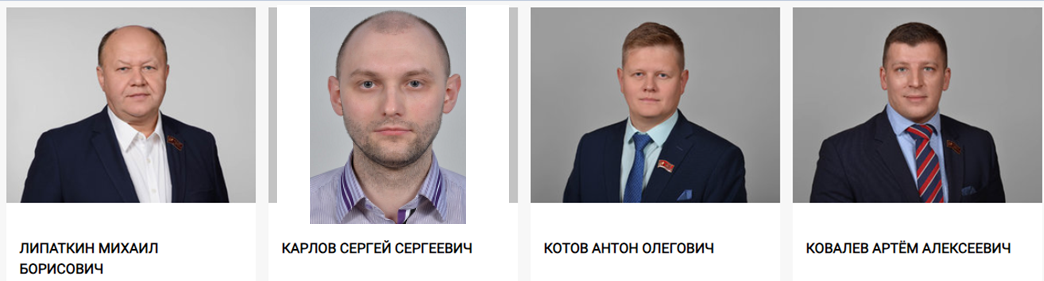 ЛИПАТКИН МИХАИЛ
БОРИСОВИЧ
КАРЛОВ СЕРГЕЙ СЕРГЕЕВИЧ
КОТОВ АНТОН ОЛЕГОВИЧ
КОВАЛЕВ АРТЁМ АЛЕКСЕЕВИЧ